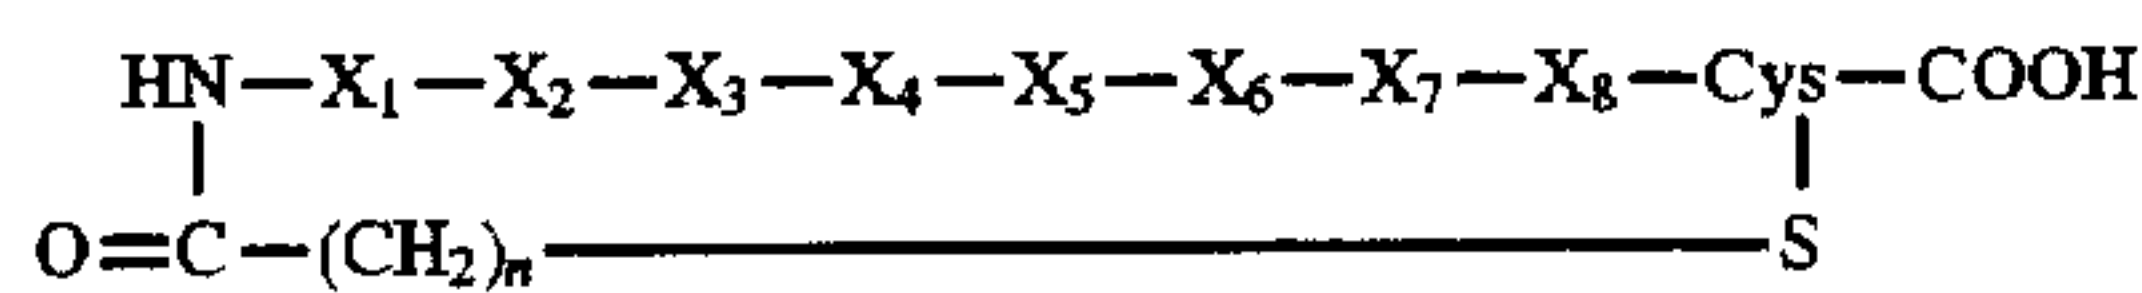 HN—X₁—X₂—X₃—X₄—X₅—X₆—X₇—X₈—Cys—COOH
O=C—(CH₂)ₙ—S